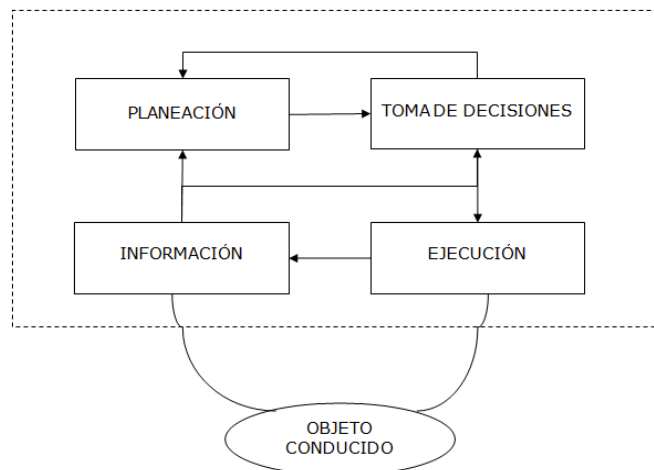 PLANEACIÓN
TOMA DE DECISIONES
INFORMACIÓN
EJECUCIÓN
OBJETO
CONDUCIDO